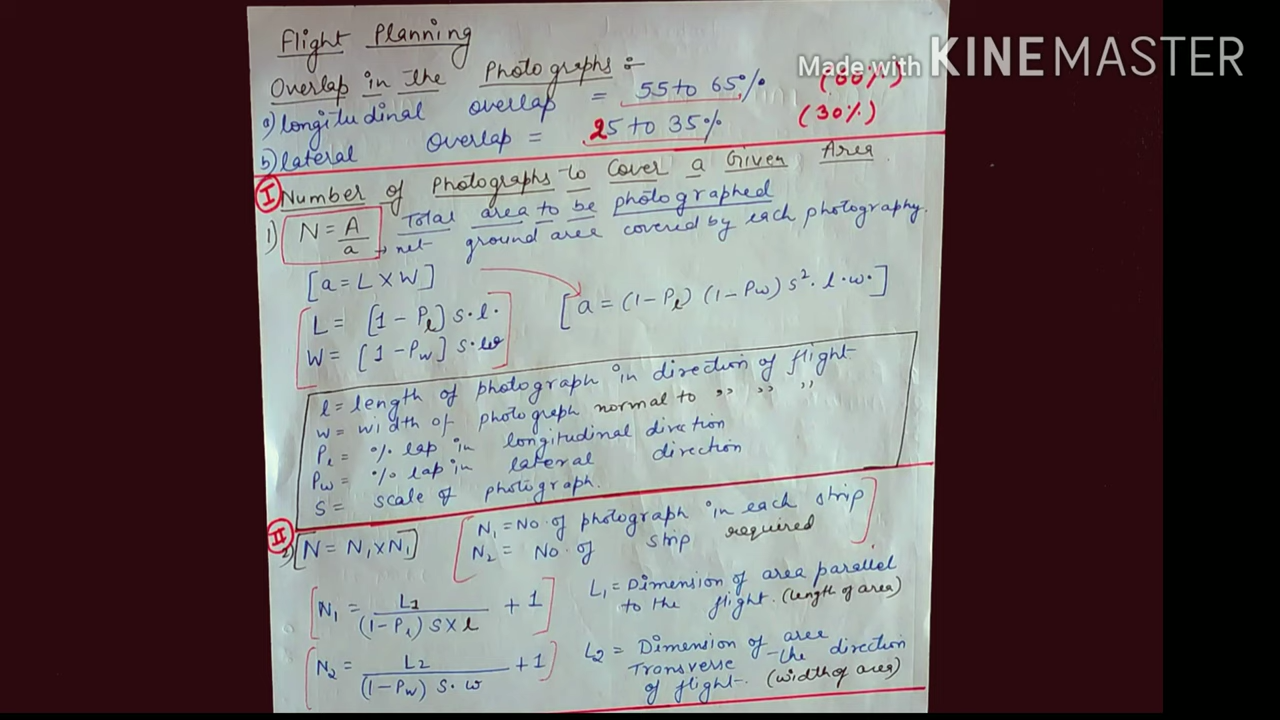 Made with KINEMASTER
Flight Planning
Overlap in the Photographs :-
a) longitudinal overlap = 55 to 65% (60%)
b) lateral overlap = 25 to 35% (30%)
I Number of Photographs to Cover a Given Area
1) N = A/a → Total area to be photographed
net ground area covered by each photography.
[a = L X W]
[a = (1-Pl) (1-Pw) s². l.w.]
L = [1 - Pl] s.l.
W = [1 - Pw] s.w
l = length of photograph in direction of flight
w = width of photograph normal to ,, ,, ,,
Pl = % lap in longitudinal direction
Pw = % lap in lateral direction
S = scale of photograph.
II
2) [N = N1 x N1]
N1 = No. of photograph in each strip
N2 = No. of strip required
N1 = L1 / (1-Pl) S x l + 1
L1 = Dimension of area parallel
to the flight. (length of area)
N2 = L2 / (1-Pw) S. w + 1
L2 = Dimension of area
Transverse the direction
of flight. (width of area)